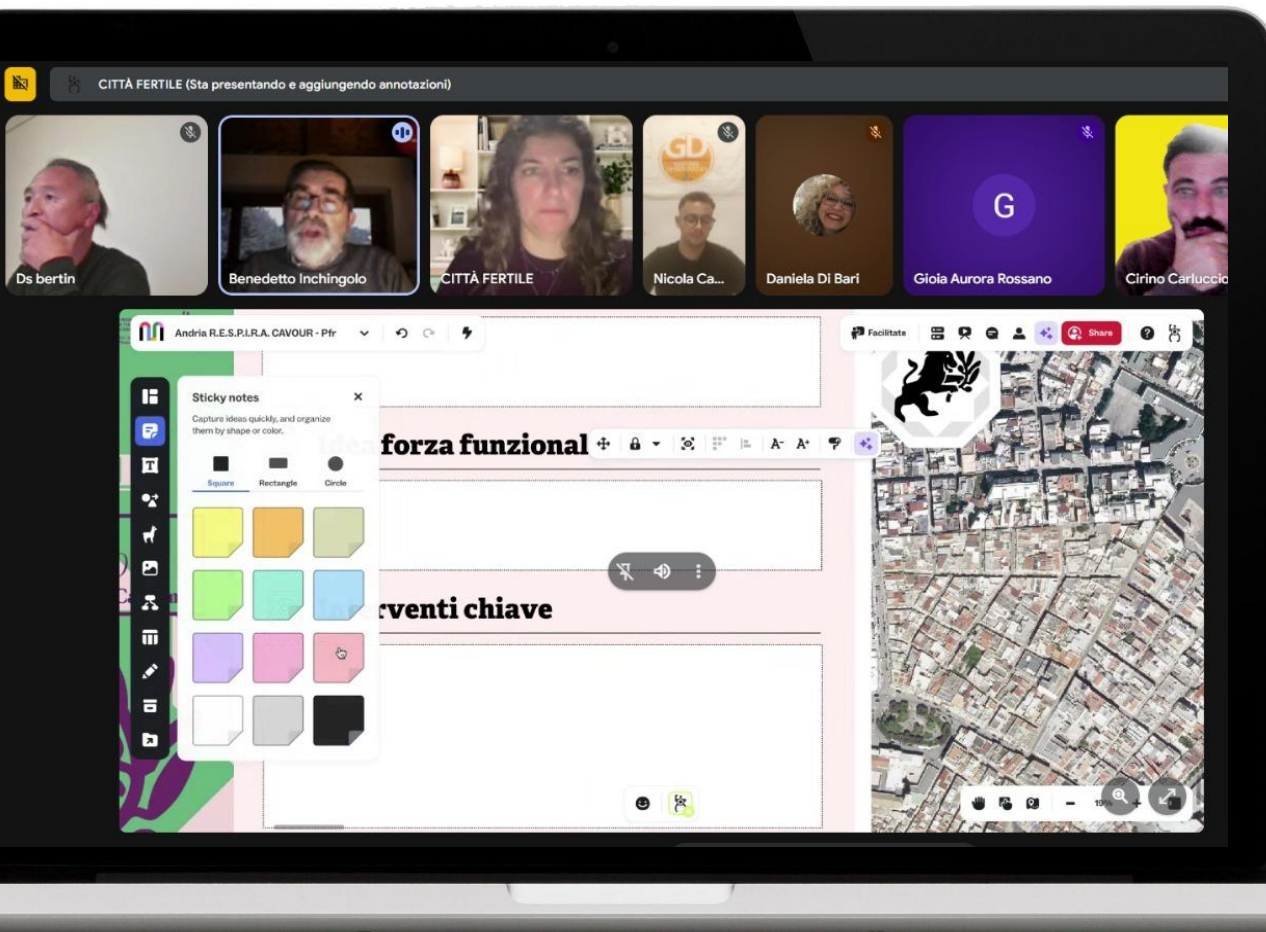 CITTÀ FERTILE (Sta presentando e aggiungendo annotazioni)
GD
G
Ds bertin
Benedetto Inchingolo
CITTÀ FERTILE
Nicola Ca...
Daniela Di Bari
Gioia Aurora Rossano
Cirino Carluccio
Andria R.E.S.P.I.R.A. CAVOUR - Pfr
Facilitate
Share
Sticky notes
Capture ideas quickly, and organize
them by shape or color.
Square
Rectangle
Circle
forza funzional
A-
A+
rventi chiave